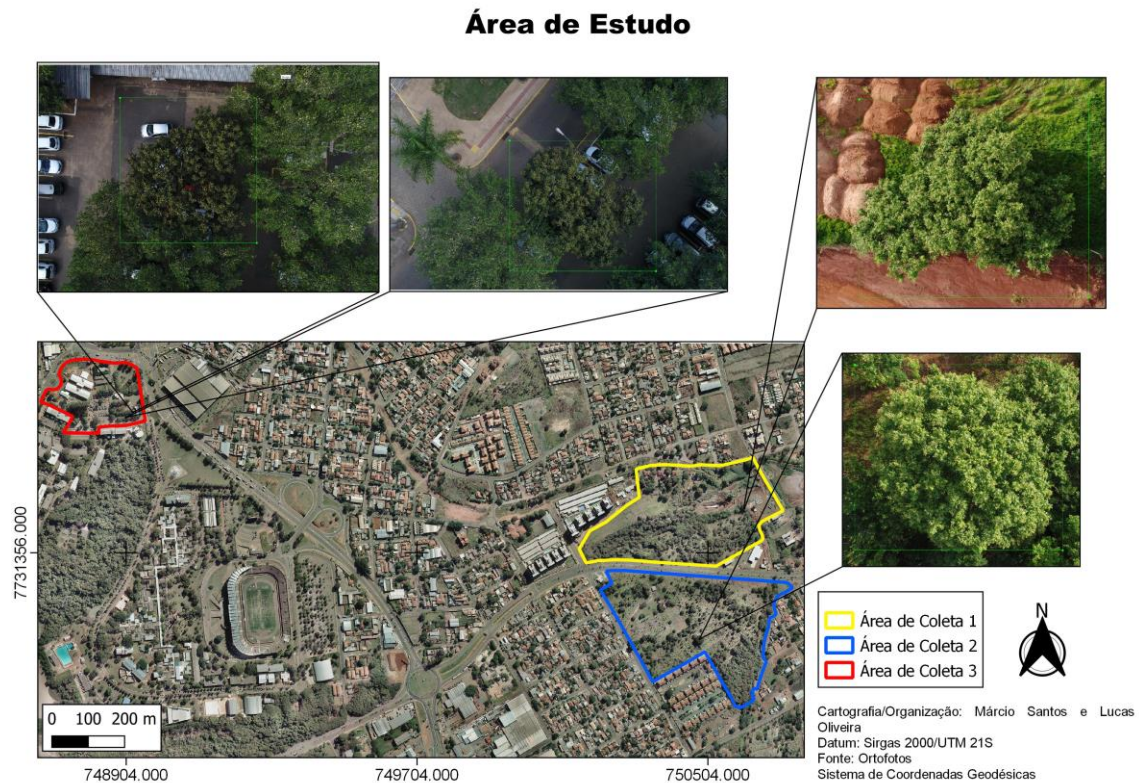 Área de Estudo
7731356.000
0 100 200 m
748904.000
749704.000
750504.000
Área de Coleta 1
Área de Coleta 2
Área de Coleta 3
N
Cartografia/Organização: Márcio Santos e Lucas
Oliveira
Datum: Sirgas 2000/UTM 21S
Fonte: Ortofotos
Sistema de Coordenadas Geodésicas